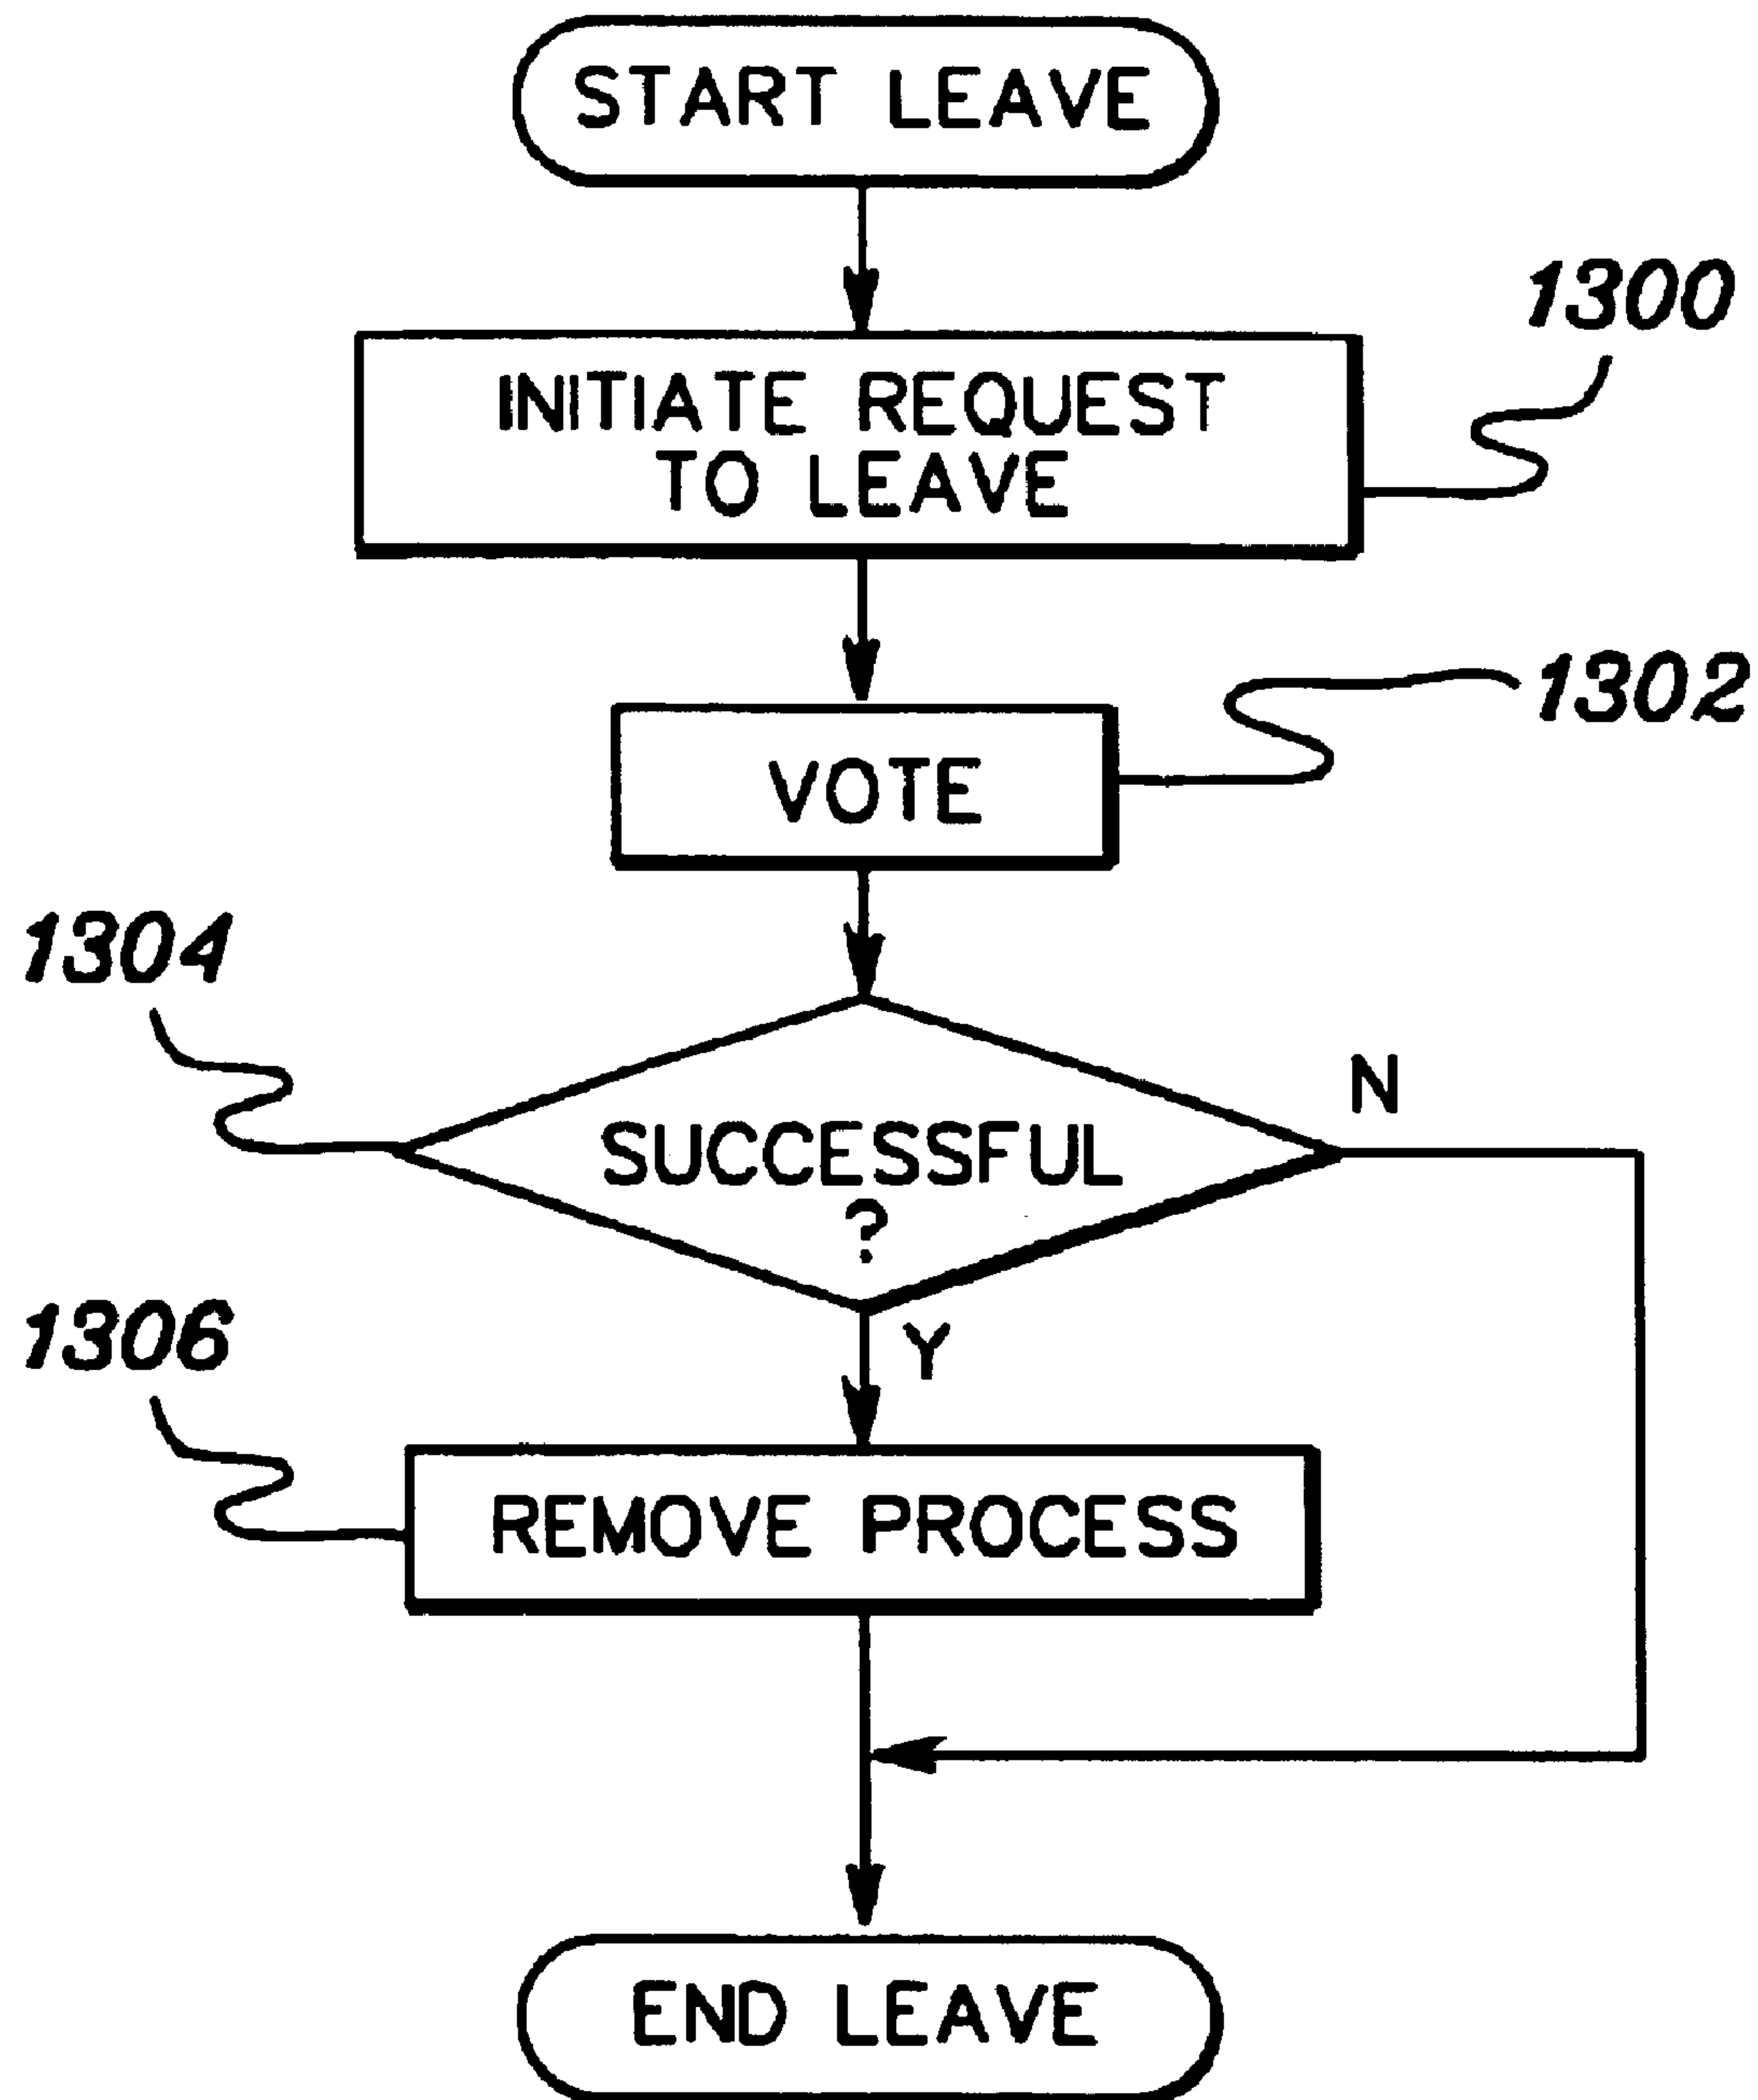 START LEAVE
1300
INITIATE REQUEST
TO LEAVE
1302
VOTE
1304
N
SUCCESSFUL
?
Y
1306
REMOVE PROCESS
END LEAVE